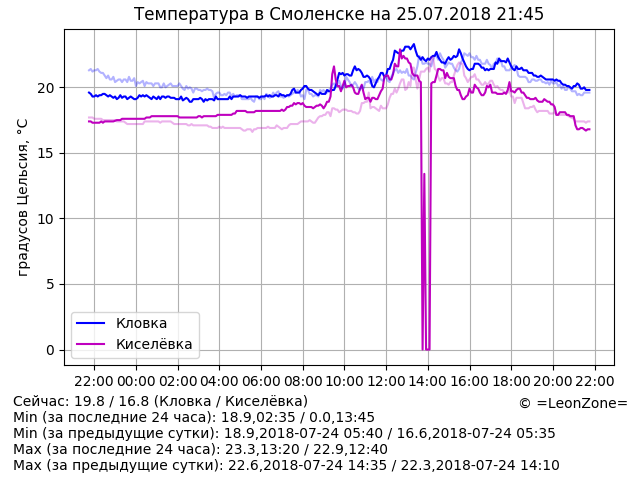 Температура в Смоленске на 25.07.2018 21:45
градусов Цельсия, °C
20
15
10
5
0
Кловка
Киселёвка
22:00 00:00 02:00 04:00 06:00 08:00 10:00 12:00 14:00 16:00 18:00 20:00 22:00
Сейчас: 19.8 / 16.8 (Кловка / Киселёвка)
© =LeonZone=
Min (за последние 24 часа): 18.9,02:35 / 0.0,13:45
Min (за предыдущие сутки): 18.9,2018-07-24 05:40 / 16.6,2018-07-24 05:35
Max (за последние 24 часа): 23.3,13:20 / 22.9,12:40
Max (за предыдущие сутки): 22.6,2018-07-24 14:35 / 22.3,2018-07-24 14:10